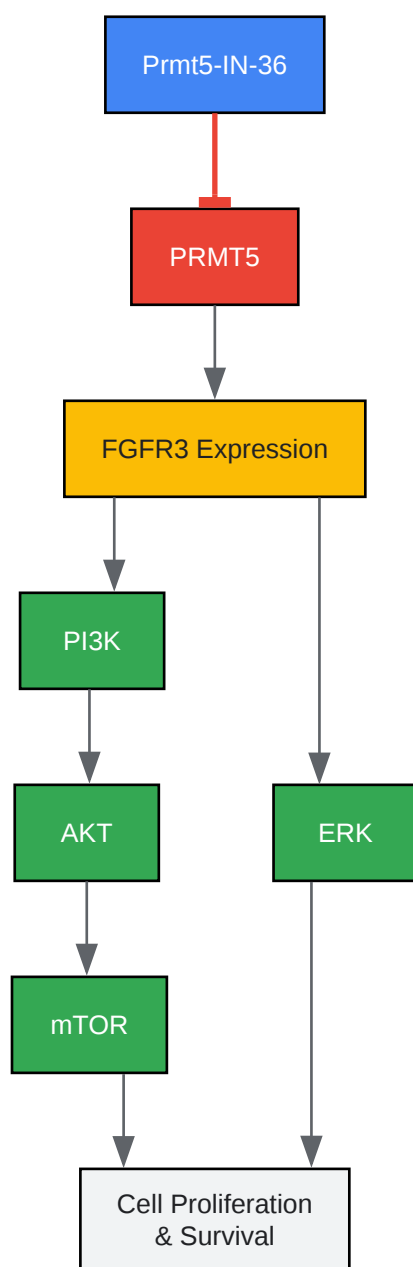 Prmt5-IN-36
PRMT5
FGFR3 Expression
PI3K
AKT
ERK
mTOR
Cell Proliferation
& Survival